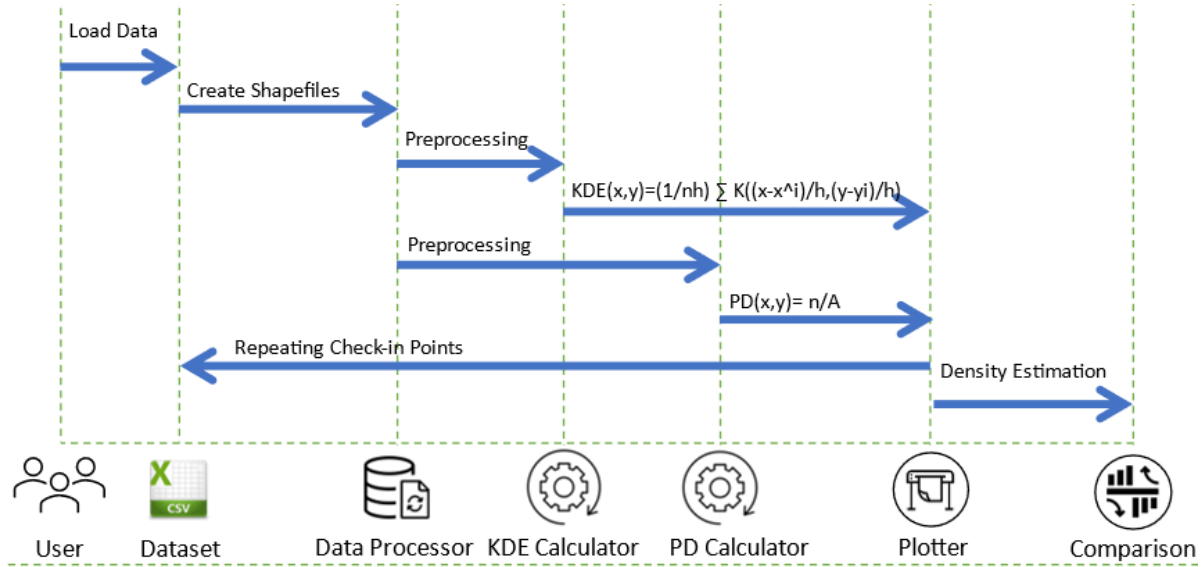 Load Data
Create Shapefiles
Preprocessing
KDE(x,y)=(1/nh) ∑ K((x-x^i)/h,(y-yi)/h)
Preprocessing
PD(x,y)= n/A
Repeating Check-in Points
Density Estimation
X
CSV
User
Dataset
Data Processor
KDE Calculator
PD Calculator
Plotter
Comparison